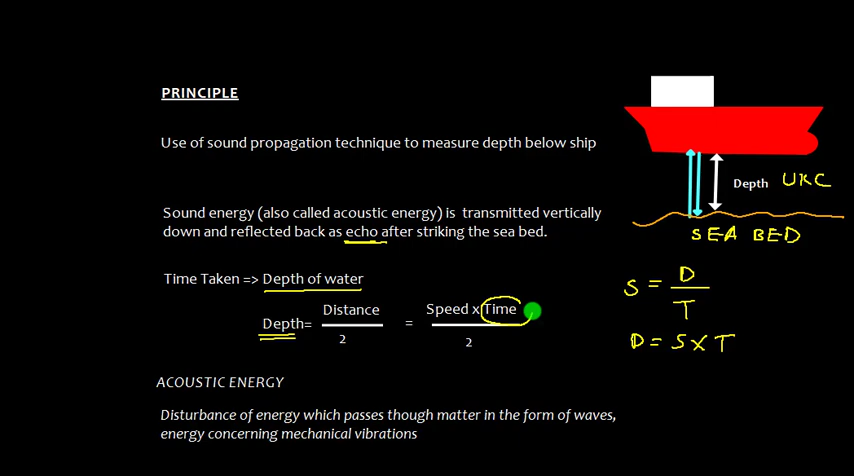 PRINCIPLE
Use of sound propagation technique to measure depth below ship
Depth UKC
Sound energy (also called acoustic energy) is transmitted vertically
down and reflected back as echo after striking the sea bed.
SEA BED
Time Taken => Depth of water
S = D
T
Depth= Distance = Speed x Time
2 2
D = S X T
ACOUSTIC ENERGY
Disturbance of energy which passes though matter in the form of waves,
energy concerning mechanical vibrations